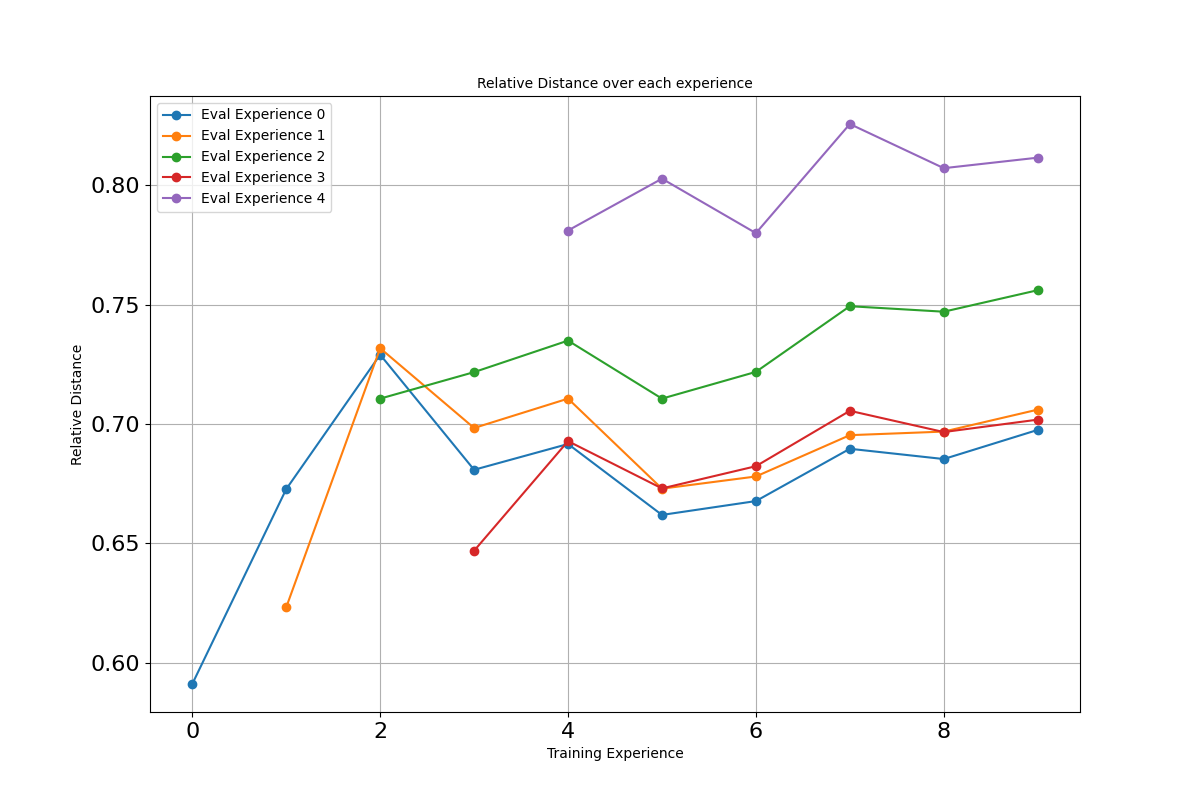 Relative Distance over each experience
Eval Experience 0
Eval Experience 1
Eval Experience 2
Eval Experience 3
Eval Experience 4
0.80
0.75
0.70
0.65
0.60
Relative Distance
0 2 4 6 8
Training Experience